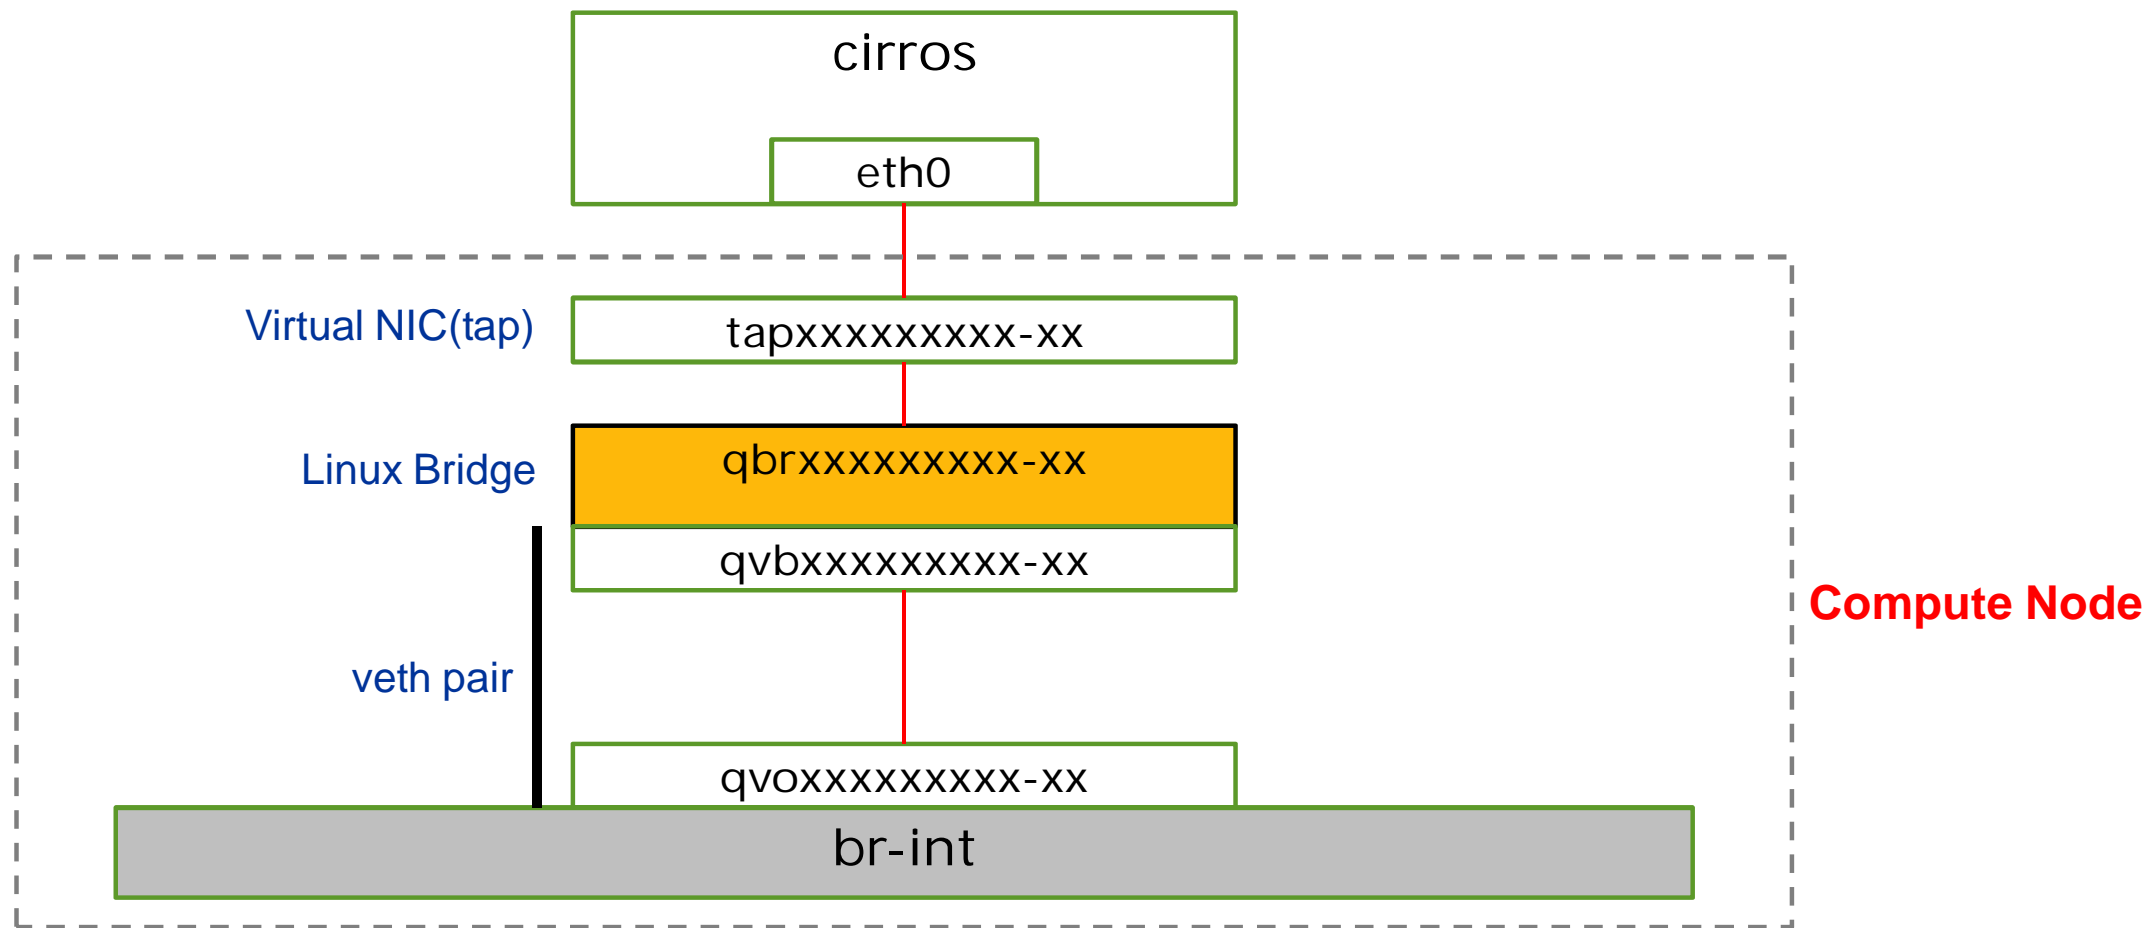 cirros
eth0
Virtual NIC(tap)
tapxxxxxxxxx-xx
Linux Bridge
qbrxxxxxxxxx-xx
qvbxxxxxxxxx-xx
Compute Node
veth pair
qvoxxxxxxxxx-xx
br-int